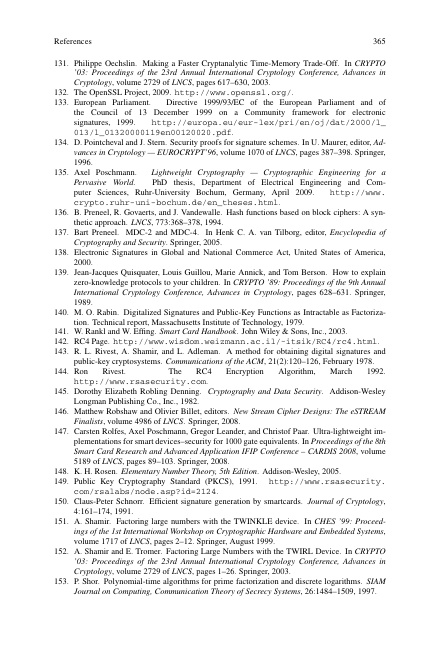 References 365
131. Philippe Oechslin. Making a Faster Cryptanalytic Time-Memory Trade-Off. In CRYPTO
'03: Proceedings of the 23rd Annual International Cryptology Conference, Advances in
Cryptology, volume 2729 of LNCS, pages 617–630, 2003.
132. The OpenSSL Project, 2009. http://www.openssl.org/.
133. European Parliament. Directive 1999/93/EC of the European Parliament and of
the Council of 13 December 1999 on a Community framework for electronic
signatures, 1999. http://europa.eu/eur-lex/pri/en/oj/dat/2000/l_
013/l_01320000119en00120020.pdf.
134. D. Pointcheval and J. Stern. Security proofs for signature schemes. In U. Maurer, editor, Ad-
vances in Cryptology — EUROCRYPT'96, volume 1070 of LNCS, pages 387–398. Springer,
1996.
135. Axel Poschmann. Lightweight Cryptography — Cryptographic Engineering for a
Pervasive World. PhD thesis, Department of Electrical Engineering and Com-
puter Sciences, Ruhr-University Bochum, Germany, April 2009. http://www.
crypto.ruhr-uni-bochum.de/en_theses.html.
136. B. Preneel, R. Govaerts, and J. Vandewalle. Hash functions based on block ciphers: A syn-
thetic approach. LNCS, 773:368–378, 1994.
137. Bart Preneel. MDC-2 and MDC-4. In Henk C. A. van Tilborg, editor, Encyclopedia of
Cryptography and Security. Springer, 2005.
138. Electronic Signatures in Global and National Commerce Act, United States of America,
2000.
139. Jean-Jacques Quisquater, Louis Guillou, Marie Annick, and Tom Berson. How to explain
zero-knowledge protocols to your children. In CRYPTO '89: Proceedings of the 9th Annual
International Cryptology Conference, Advances in Cryptology, pages 628–631. Springer,
1989.
140. M. O. Rabin. Digitalized Signatures and Public-Key Functions as Intractable as Factoriza-
tion. Technical report, Massachusetts Institute of Technology, 1979.
141. W. Rankl and W. Effing. Smart Card Handbook. John Wiley & Sons, Inc., 2003.
142. RC4 Page. http://www.wisdom.weizmann.ac.il/~itsik/RC4/rc4.html.
143. R. L. Rivest, A. Shamir, and L. Adleman. A method for obtaining digital signatures and
public-key cryptosystems. Communications of the ACM, 21(2):120–126, February 1978.
144. Ron Rivest. The RC4 Encryption Algorithm, March 1992.
http://www.rsasecurity.com.
145. Dorothy Elizabeth Robling Denning. Cryptography and Data Security. Addison-Wesley
Longman Publishing Co., Inc., 1982.
146. Matthew Robshaw and Olivier Billet, editors. New Stream Cipher Designs: The eSTREAM
Finalists, volume 4986 of LNCS. Springer, 2008.
147. Carsten Rolfes, Axel Poschmann, Gregor Leander, and Christof Paar. Ultra-lightweight im-
plementations for smart devices–security for 1000 gate equivalents. In Proceedings of the 8th
Smart Card Research and Advanced Application IFIP Conference – CARDIS 2008, volume
5189 of LNCS, pages 89–103. Springer, 2008.
148. K. H. Rosen. Elementary Number Theory, 5th Edition. Addison-Wesley, 2005.
149. Public Key Cryptography Standard (PKCS), 1991. http://www.rsasecurity.
com/rsalabs/node.asp?id=2124.
150. Claus-Peter Schnorr. Efficient signature generation by smartcards. Journal of Cryptology,
4:161–174, 1991.
151. A. Shamir. Factoring large numbers with the TWINKLE device. In CHES '99: Proceed-
ings of the 1st International Workshop on Cryptographic Hardware and Embedded Systems,
volume 1717 of LNCS, pages 2–12. Springer, August 1999.
152. A. Shamir and E. Tromer. Factoring Large Numbers with the TWIRL Device. In CRYPTO
'03: Proceedings of the 23rd Annual International Cryptology Conference, Advances in
Cryptology, volume 2729 of LNCS, pages 1–26. Springer, 2003.
153. P. Shor. Polynomial-time algorithms for prime factorization and discrete logarithms. SIAM
Journal on Computing, Communication Theory of Secrecy Systems, 26:1484–1509, 1997.